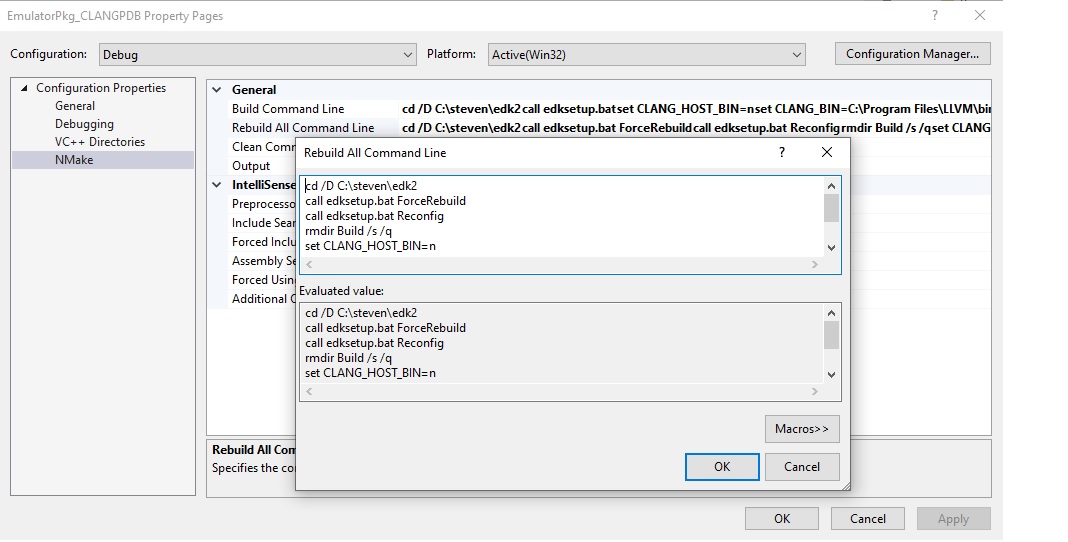 EmulatorPkg_CLANGPDB Property Pages
Configuration: Debug Platform: Active(Win32) Configuration Manager...
Configuration Properties
General
Debugging
VC++ Directories
NMake
General
Build Command Line cd /D C:\steven\edk2call edksetup.batset CLANG_HOST_BIN=nset CLANG_BIN=C:\Program Files\LLVM\bin
Rebuild All Command Line cd /D C:\steven\edk2call edksetup.bat ForceRebuildcall edksetup.bat Reconfigrmdir Build /s /qset CLANG
Clean Comm
Output
IntelliSense
Preprocesso
Include Sear
Forced Inclu
Assembly Se
Forced Usin
Additional O
Rebuild All Command Line
cd /D C:\steven\edk2
call edksetup.bat ForceRebuild
call edksetup.bat Reconfig
rmdir Build /s /q
set CLANG_HOST_BIN=n
Evaluated value:
cd /D C:\steven\edk2
call edksetup.bat ForceRebuild
call edksetup.bat Reconfig
rmdir Build /s /q
set CLANG_HOST_BIN=n
Macros>>
OK Cancel
Rebuild All Com
Specifies the co
OK Cancel Apply